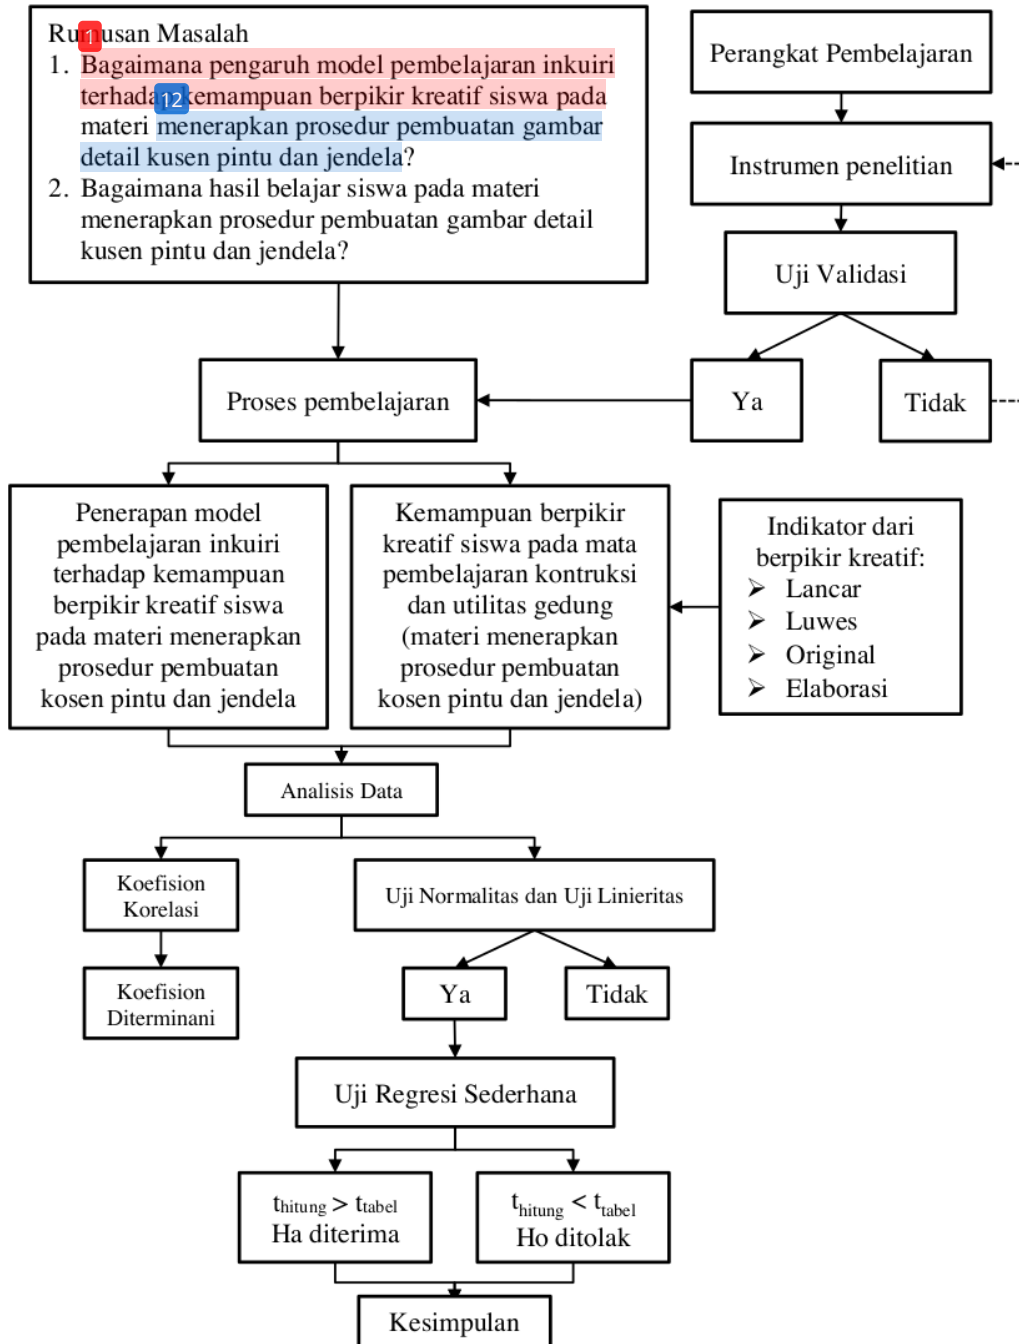 Rumusan Masalah
1
1. Bagaimana pengaruh model pembelajaran inkuiri
terhadap kemampuan berpikir kreatif siswa pada
12
materi menerapkan prosedur pembuatan gambar
detail kusen pintu dan jendela?
2. Bagaimana hasil belajar siswa pada materi
menerapkan prosedur pembuatan gambar detail
kusen pintu dan jendela?
Perangkat Pembelajaran
Instrumen penelitian
Uji Validasi
Ya
Tidak
Proses pembelajaran
Penerapan model
pembelajaran inkuiri
terhadap kemampuan
berpikir kreatif siswa
pada materi menerapkan
prosedur pembuatan
kosen pintu dan jendela
Kemampuan berpikir
kreatif siswa pada mata
pembelajaran kontruksi
dan utilitas gedung
(materi menerapkan
prosedur pembuatan
kosen pintu dan jendela)
Indikator dari
berpikir kreatif:
➢ Lancar
➢ Luwes
➢ Original
➢ Elaborasi
Analisis Data
Koefision
Korelasi
Koefision
Diterminani
Uji Normalitas dan Uji Linieritas
Ya
Tidak
Uji Regresi Sederhana
thitung > ttabel
Ha diterima
thitung < ttabel
Ho ditolak
Kesimpulan